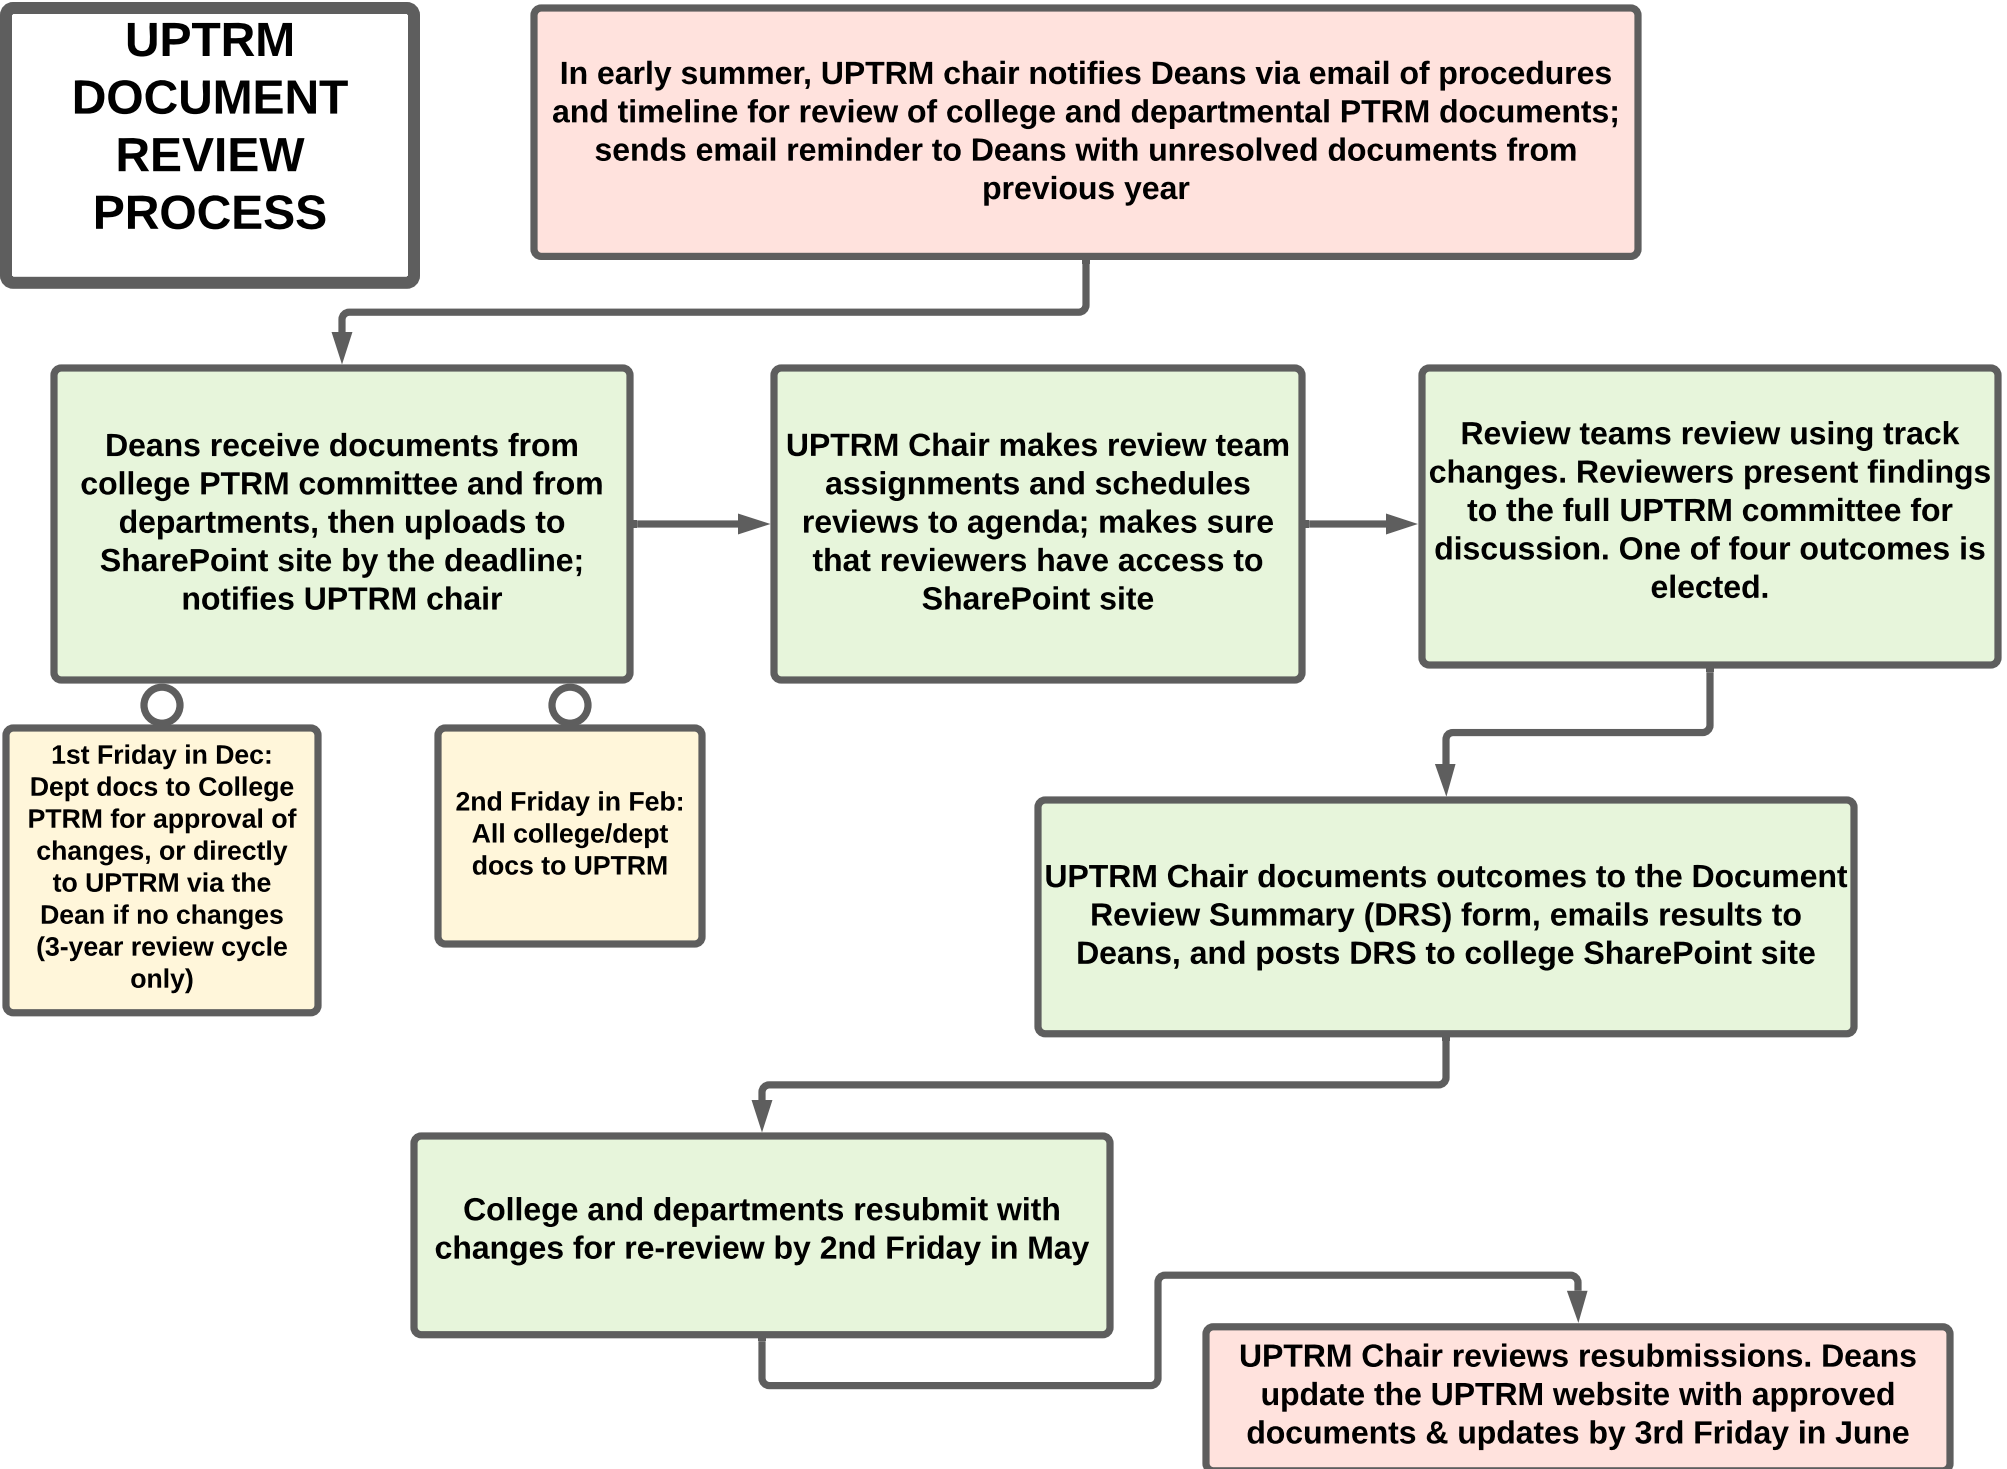 UPTRM
DOCUMENT
REVIEW
PROCESS
In early summer, UPTRM chair notifies Deans via email of procedures
and timeline for review of college and departmental PTRM documents;
sends email reminder to Deans with unresolved documents from
previous year
Deans receive documents from
college PTRM committee and from
departments, then uploads to
SharePoint site by the deadline;
notifies UPTRM chair
UPTRM Chair makes review team
assignments and schedules
reviews to agenda; makes sure
that reviewers have access to
SharePoint site
Review teams review using track
changes. Reviewers present findings
to the full UPTRM committee for
discussion. One of four outcomes is
elected.
1st Friday in Dec:
Dept docs to College
PTRM for approval of
changes, or directly
to UPTRM via the
Dean if no changes
(3-year review cycle
only)
2nd Friday in Feb:
All college/dept
docs to UPTRM
UPTRM Chair documents outcomes to the Document
Review Summary (DRS) form, emails results to
Deans, and posts DRS to college SharePoint site
College and departments resubmit with
changes for re-review by 2nd Friday in May
UPTRM Chair reviews resubmissions. Deans
update the UPTRM website with approved
documents & updates by 3rd Friday in June